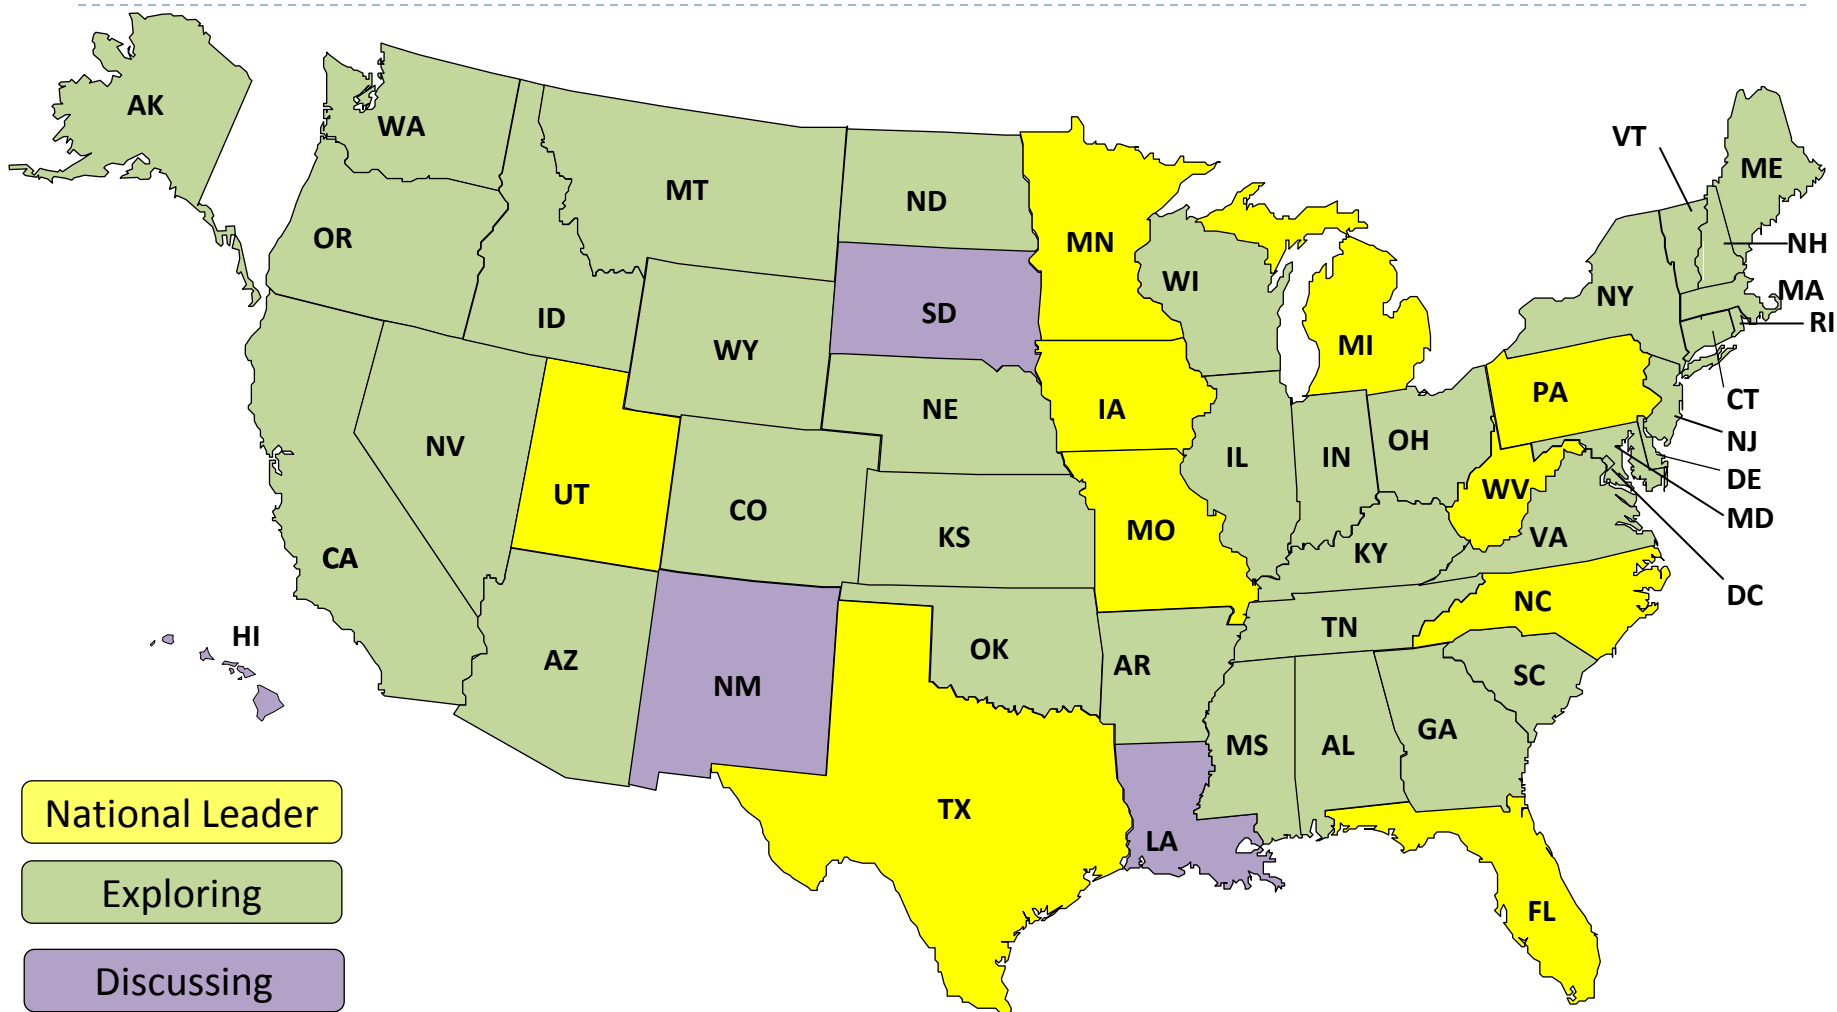 AK
WA
VT
ME
MT
ND
OR
MN
NH
WI
NY
MA
SD
ID
RI
WY
MI
PA
CT
NE
IA
NV
OH
NJ
IL
IN
UT
WV
DE
CO
MO
MD
KS
VA
CA
KY
DC
NC
HI
TN
OK
AZ
AR
SC
NM
GA
MS
AL
National Leader
TX
LA
Exploring
FL
Discussing